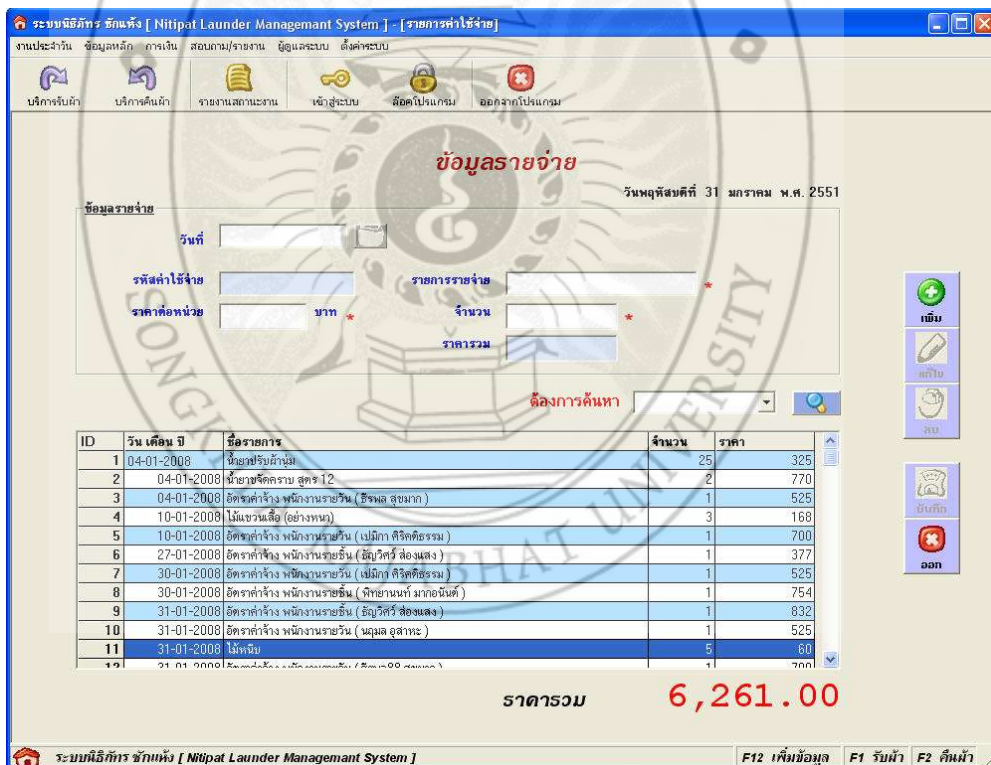 ระบบนิธิภัทร ซักแห้ง [ Nitipat Launder Managemant System ] - [รายการค่าใช้จ่าย]
งานประจำวัน ข้อมูลหลัก การเงิน สอบถาม/รายงาน ผู้ดูแลระบบ ตั้งค่าระบบ
บริการรับผ้า บริการคืนผ้า รายงานสถานะงาน เข้าสู่ระบบ ล๊อคโปรแกรม ออกจากโปรแกรม
ข้อมูลรายจ่าย
วันพฤหัสบดีที่ 31 มกราคม พ.ศ. 2551
ข้อมูลรายจ่าย
วันที่
รหัสค่าใช้จ่าย รายการรายจ่าย *
ราคาต่อหน่วย บาท * จำนวน *
ราคารวม
เพิ่ม
แก้ไข
ลบ
ต้องการค้นหา
ID วัน เดือน ปี ชื่อรายการ จำนวน ราคา
1 04-01-2008 น้ำยาปรับผ้านุ่ม 25 325
2 04-01-2008 น้ำยาขจัดคราบ สูตร 12 2 770
3 04-01-2008 อัตราค่าจ้าง พนักงานรายวัน ( ธีรพล สุขมาก ) 1 525
4 10-01-2008 ไม้แขวนเสื้อ (อย่างหนา) 3 168
5 10-01-2008 อัตราค่าจ้าง พนักงานรายวัน ( เปมิกา ศิริคติธรรม ) 1 700
6 27-01-2008 อัตราค่าจ้าง พนักงานรายชิ้น ( ธัญวิศว์ ส่องแสง ) 1 377
7 30-01-2008 อัตราค่าจ้าง พนักงานรายวัน ( เปมิกา ศิริคติธรรม ) 1 525
8 30-01-2008 อัตราค่าจ้าง พนักงานรายชิ้น ( พิทยานนท์ มากอนันต์ ) 1 754
9 31-01-2008 อัตราค่าจ้าง พนักงานรายชิ้น ( ธัญวิศว์ ส่องแสง ) 1 832
10 31-01-2008 อัตราค่าจ้าง พนักงานรายวัน ( นฤมล อุสาหะ ) 1 525
11 31-01-2008 ไม้หนีบ 5 60
12 31-01-2008 อัตราค่าจ้าง พนักงานรายวัน 1 700
บันทึก
ออก
ราคารวม 6,261.00
ระบบนิธิภัทร ซักแห้ง [ Nitipat Launder Managemant System ] F12 เพิ่มข้อมูล F1 รับผ้า F2 คืนผ้า